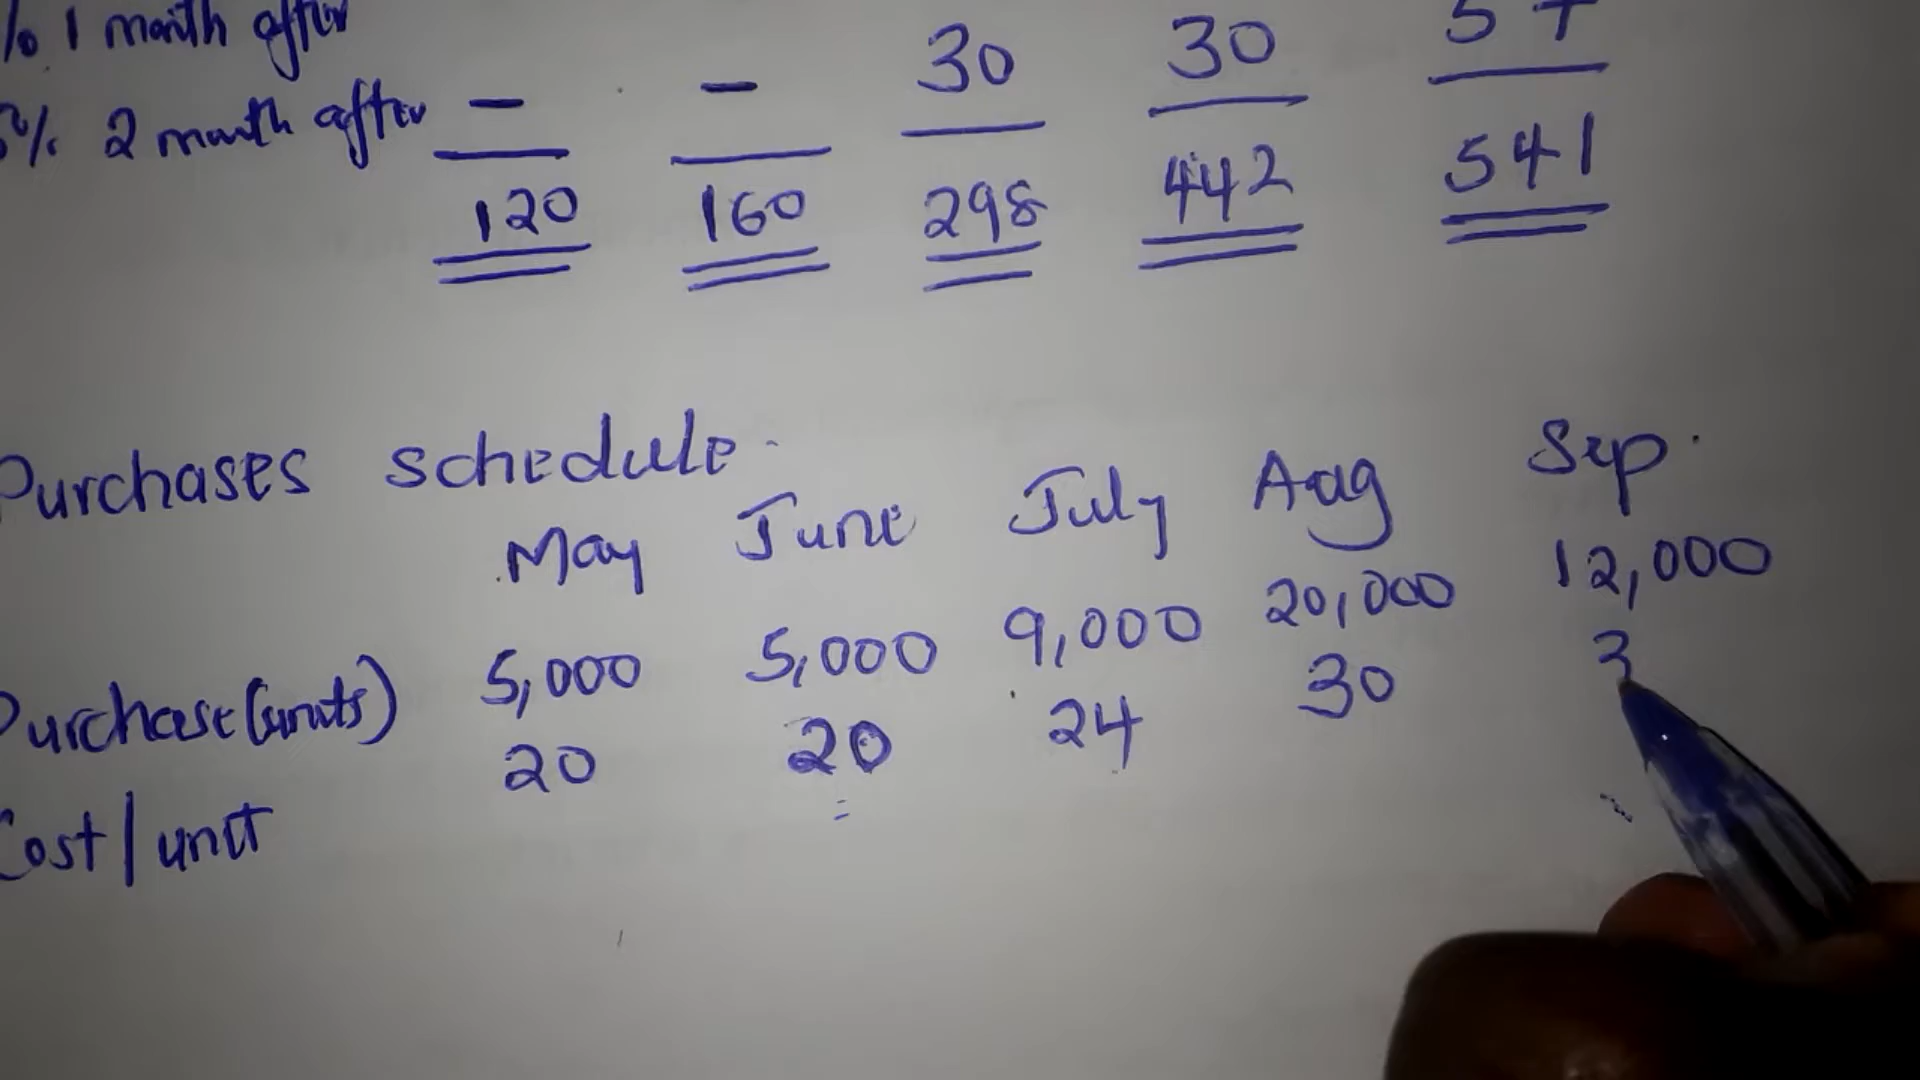 % 1 month after 30 30 57
% 2 month after - -
120 160 298 442 541
Purchases schedule.
May June July Aug Sep.
Purchase (units) 5,000 5,000 9,000 20,000 12,000
Cost/unit 20 20 24 30 3